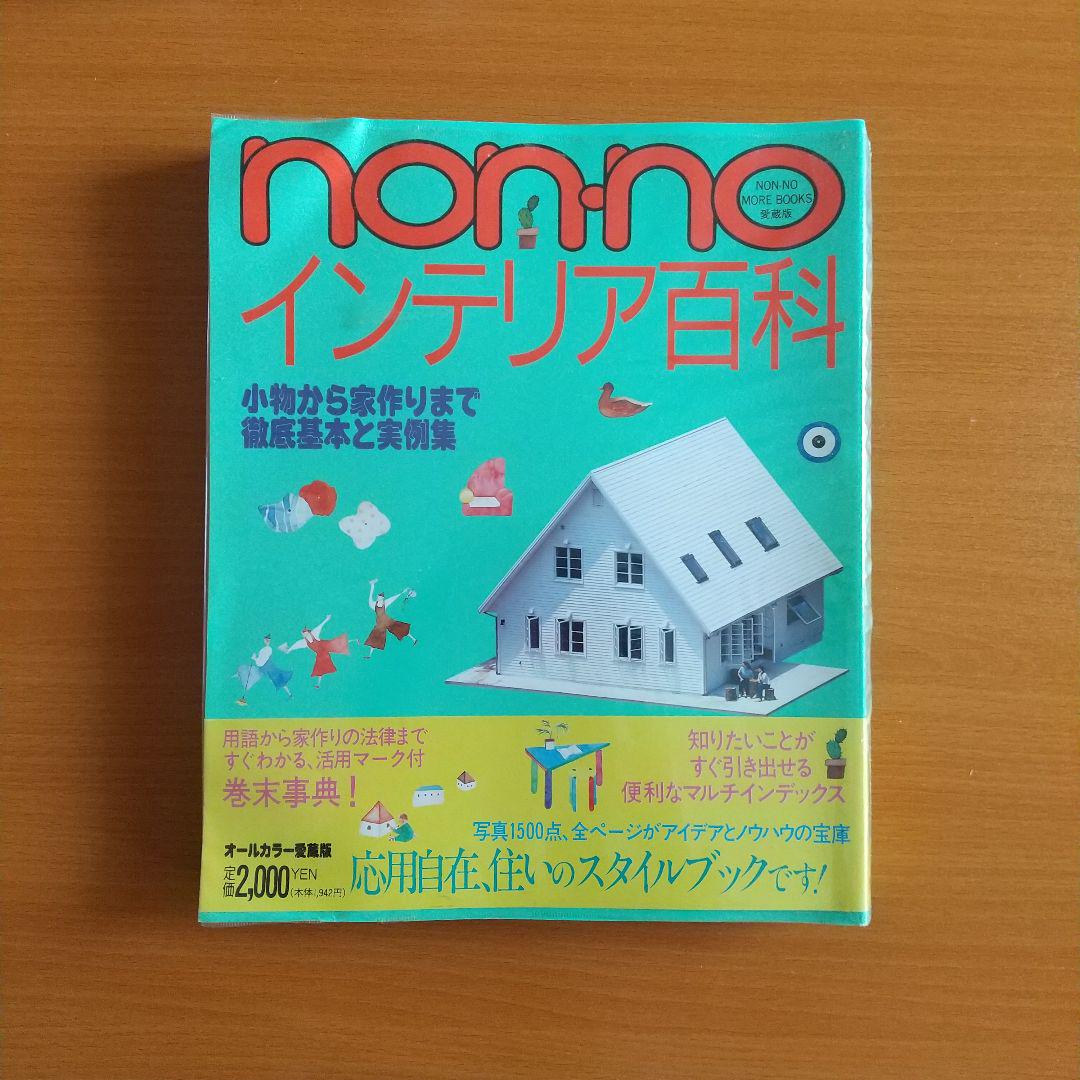 non・no
NON-NO
MORE BOOKS
愛蔵版
インテリア百科
小物から家作りまで
徹底基本と実例集
用語から家作りの法律まで
すぐわかる、活用マーク付
巻末事典!
知りたいことが
すぐ引き出せる
便利なマルチインデックス
写真1500点、全ページがアイデアとノウハウの宝庫
応用自在、住いのスタイルブックです!
オールカラー愛蔵版
定価2,000YEN
(本体1,942円)